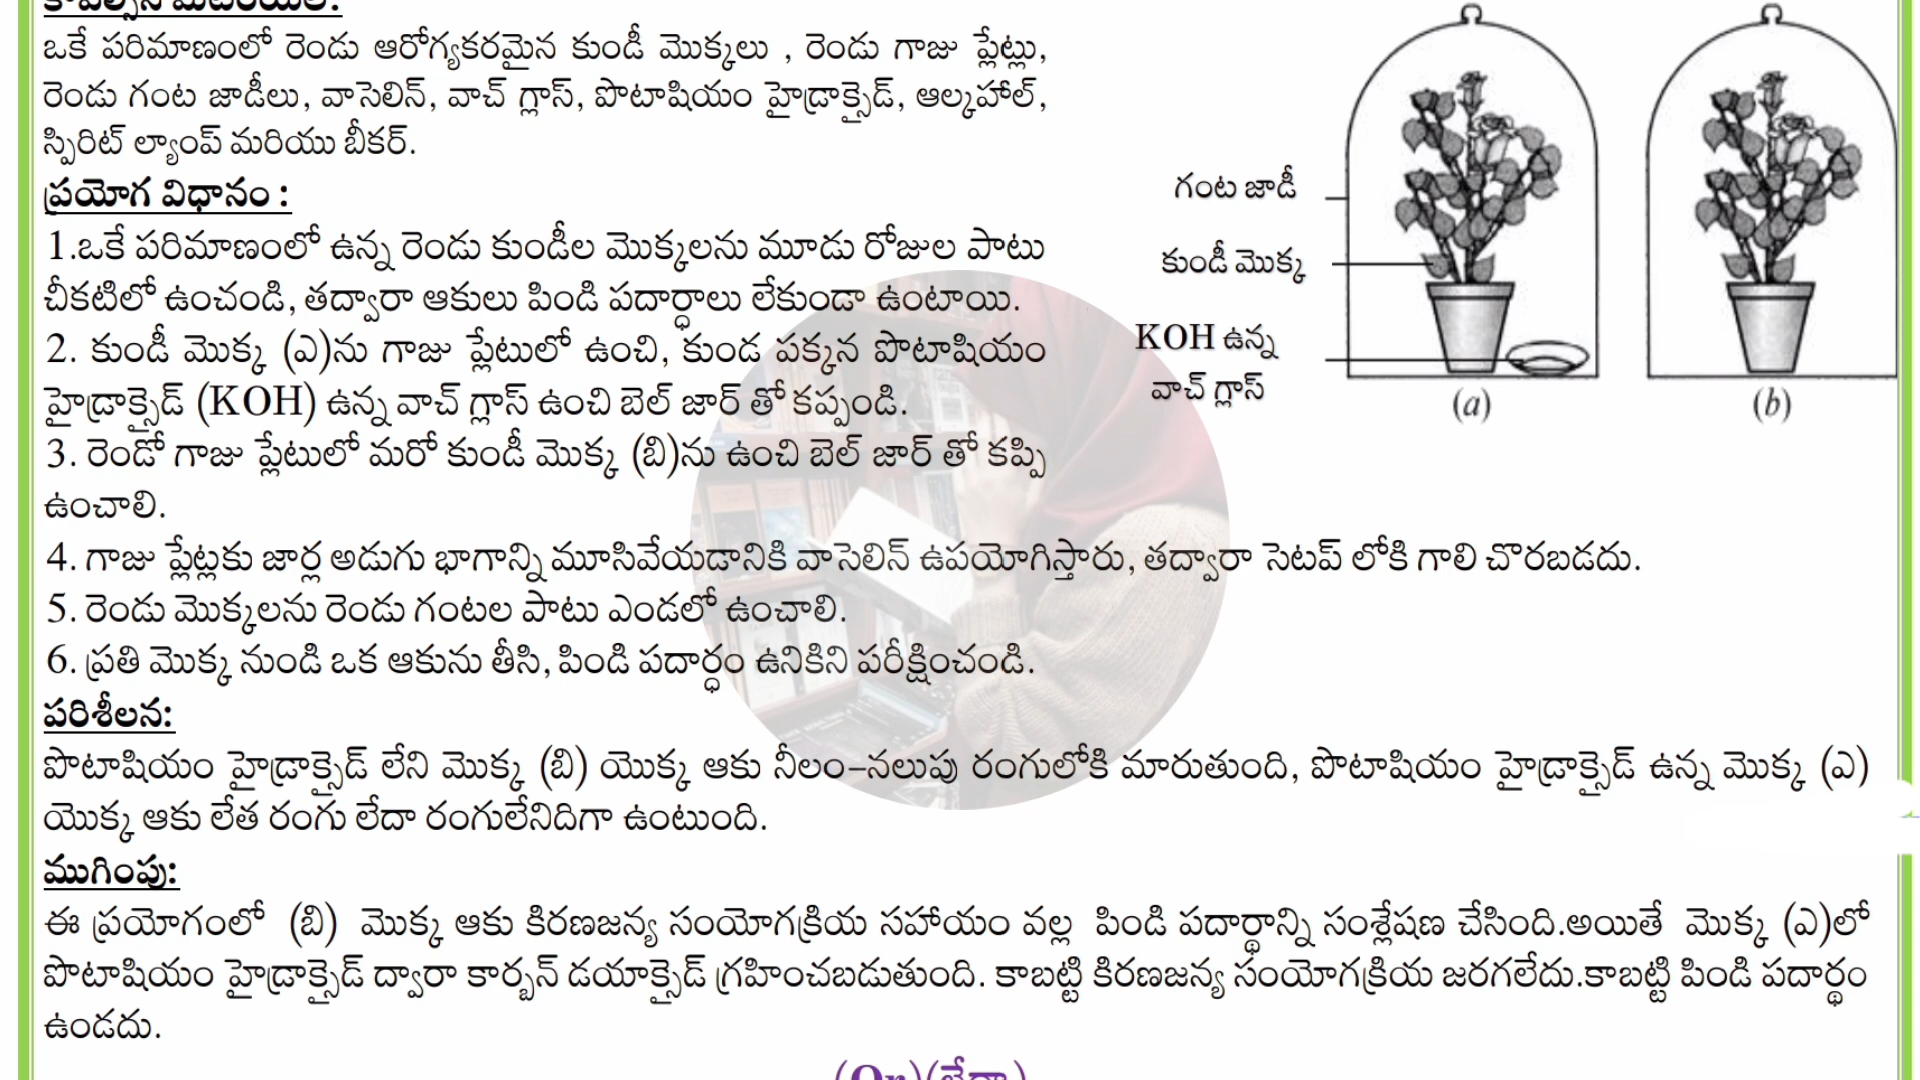 కావలసిన మెటీరియల్:
ఒకే పరిమాణంలో రెండు ఆరోగ్యకరమైన కుండీ మొక్కలు , రెండు గాజు ప్లేట్లు,
రెండు గంట జాడీలు, వాసెలిన్, వాచ్ గ్లాస్, పొటాషియం హైడ్రాక్సైడ్, ఆల్కహాల్,
స్పిరిట్ ల్యాంప్ మరియు బీకర్.
ప్రయోగ విధానం :
1.ఒకే పరిమాణంలో ఉన్న రెండు కుండీల మొక్కలను మూడు రోజుల పాటు
చీకటిలో ఉంచండి, తద్వారా ఆకులు పిండి పదార్ధాలు లేకుండా ఉంటాయి.
2. కుండీ మొక్క (ఎ)ను గాజు ప్లేటులో ఉంచి, కుండ పక్కన పొటాషియం
హైడ్రాక్సైడ్ (KOH) ఉన్న వాచ్ గ్లాస్ ఉంచి బెల్ జార్ తో కప్పండి.
3. రెండో గాజు ప్లేటులో మరో కుండీ మొక్క (బి)ను ఉంచి బెల్ జార్ తో కప్పి
ఉంచాలి.
గంట జాడీ
కుండీ మొక్క
KOH ఉన్న
వాచ్ గ్లాస్
(a)
(b)
4. గాజు ప్లేట్లకు జార్ల అడుగు భాగాన్ని మూసివేయడానికి వాసెలిన్ ఉపయోగిస్తారు, తద్వారా సెటప్ లోకి గాలి చొరబడదు.
5. రెండు మొక్కలను రెండు గంటల పాటు ఎండలో ఉంచాలి.
6. ప్రతి మొక్క నుండి ఒక ఆకును తీసి, పిండి పదార్ధం ఉనికిని పరీక్షించండి.
పరిశీలన:
పొటాషియం హైడ్రాక్సైడ్ లేని మొక్క (బి) యొక్క ఆకు నీలం-నలుపు రంగులోకి మారుతుంది, పొటాషియం హైడ్రాక్సైడ్ ఉన్న మొక్క (ఎ)
యొక్క ఆకు లేత రంగు లేదా రంగులేనిదిగా ఉంటుంది.
ముగింపు:
ఈ ప్రయోగంలో (బి) మొక్క ఆకు కిరణజన్య సంయోగక్రియ సహాయం వల్ల పిండి పదార్థాన్ని సంశ్లేషణ చేసింది.అయితే మొక్క (ఎ)లో
పొటాషియం హైడ్రాక్సైడ్ ద్వారా కార్బన్ డయాక్సైడ్ గ్రహించబడుతుంది. కాబట్టి కిరణజన్య సంయోగక్రియ జరగలేదు.కాబట్టి పిండి పదార్థం
ఉండదు.
(Or)(లేదా)